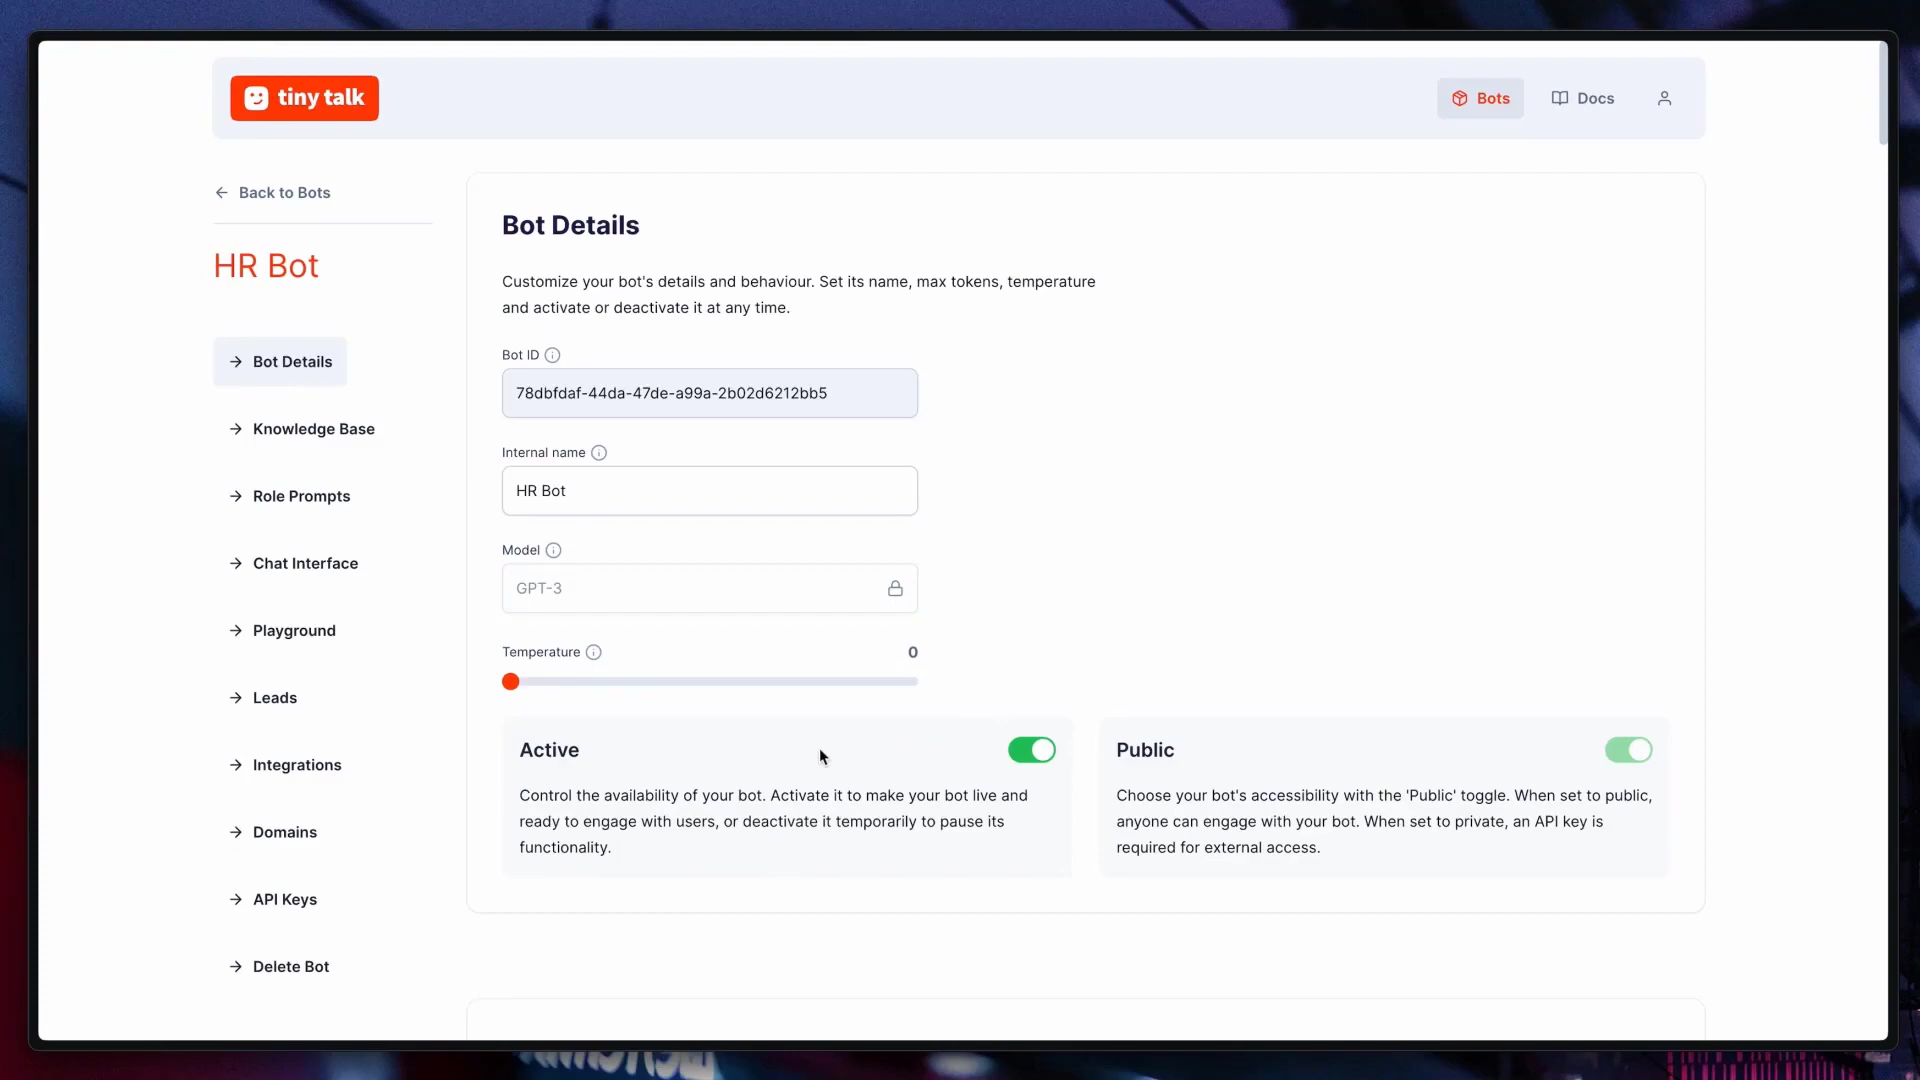 tiny talk
Bots
Docs
Back to Bots
HR Bot
Bot Details
Knowledge Base
Role Prompts
Chat Interface
Playground
Leads
Integrations
Domains
API Keys
Delete Bot
Bot Details
Customize your bot's details and behaviour. Set its name, max tokens, temperature
and activate or deactivate it at any time.
Bot ID
78dbfdaf-44da-47de-a99a-2b02d6212bb5
Internal name
HR Bot
Model
GPT-3
Temperature 0
Active
Control the availability of your bot. Activate it to make your bot live and
ready to engage with users, or deactivate it temporarily to pause its
functionality.
Public
Choose your bot's accessibility with the 'Public' toggle. When set to public,
anyone can engage with your bot. When set to private, an API key is
required for external access.